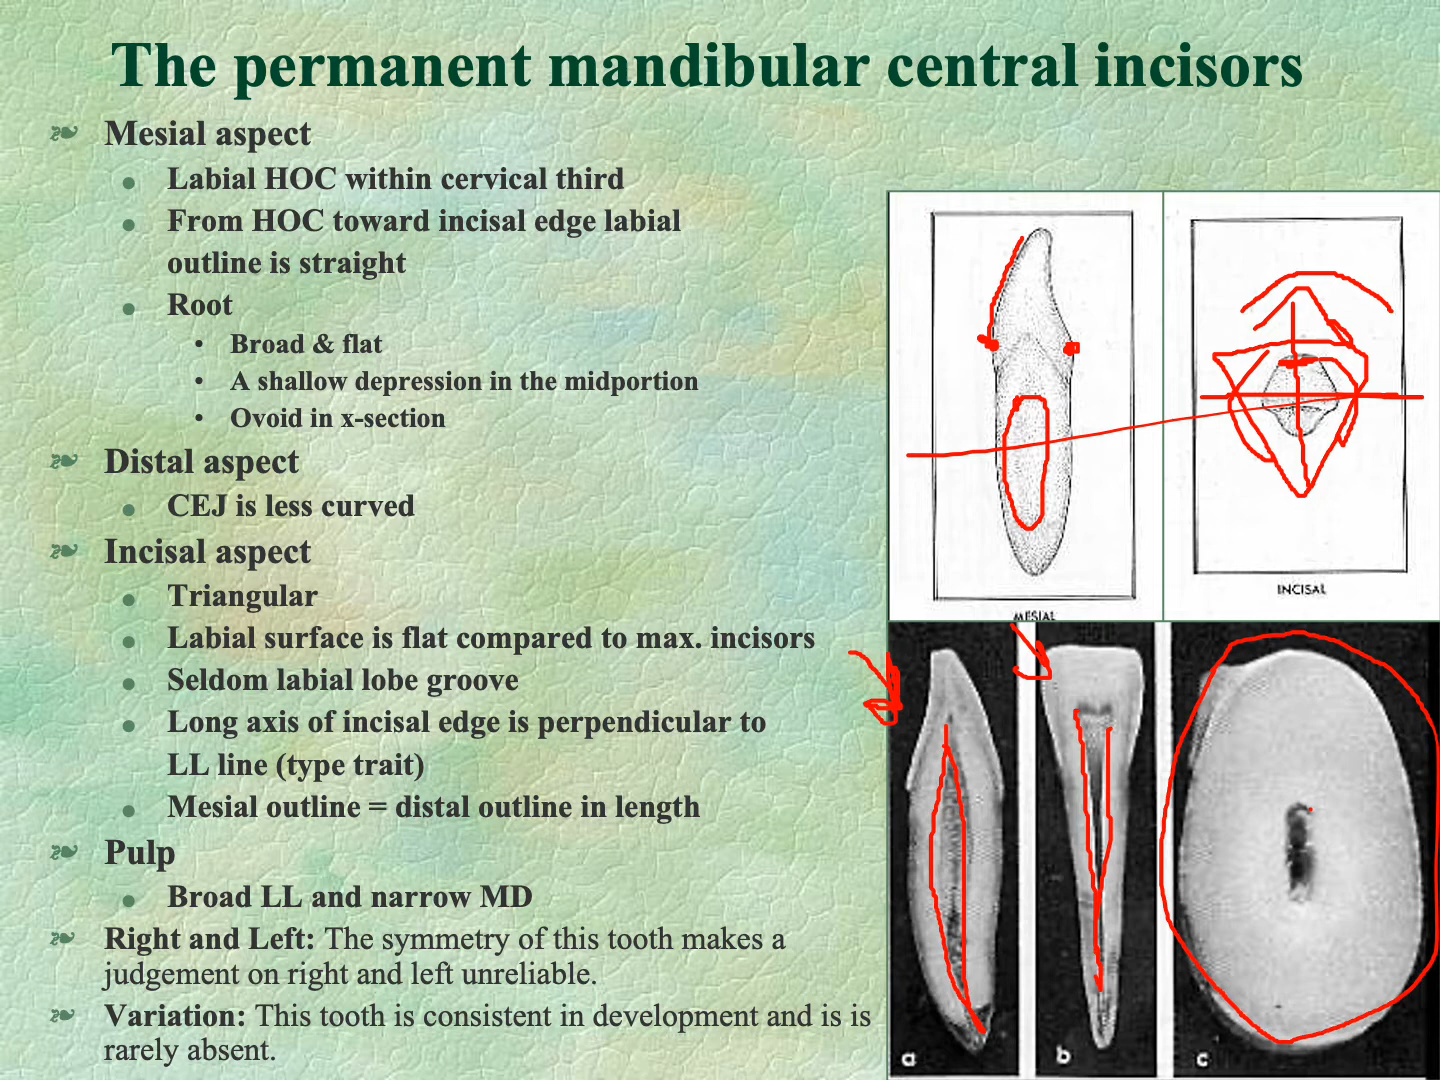 The permanent mandibular central incisors
Mesial aspect
Labial HOC within cervical third
From HOC toward incisal edge labial
outline is straight
Root
Broad & flat
A shallow depression in the midportion
Ovoid in x-section
Distal aspect
CEJ is less curved
Incisal aspect
Triangular
Labial surface is flat compared to max. incisors
Seldom labial lobe groove
Long axis of incisal edge is perpendicular to
LL line (type trait)
Mesial outline = distal outline in length
Pulp
Broad LL and narrow MD
Right and Left: The symmetry of this tooth makes a
judgement on right and left unreliable.
Variation: This tooth is consistent in development and is is
rarely absent.
MESIAL
INCISAL
a
b
c